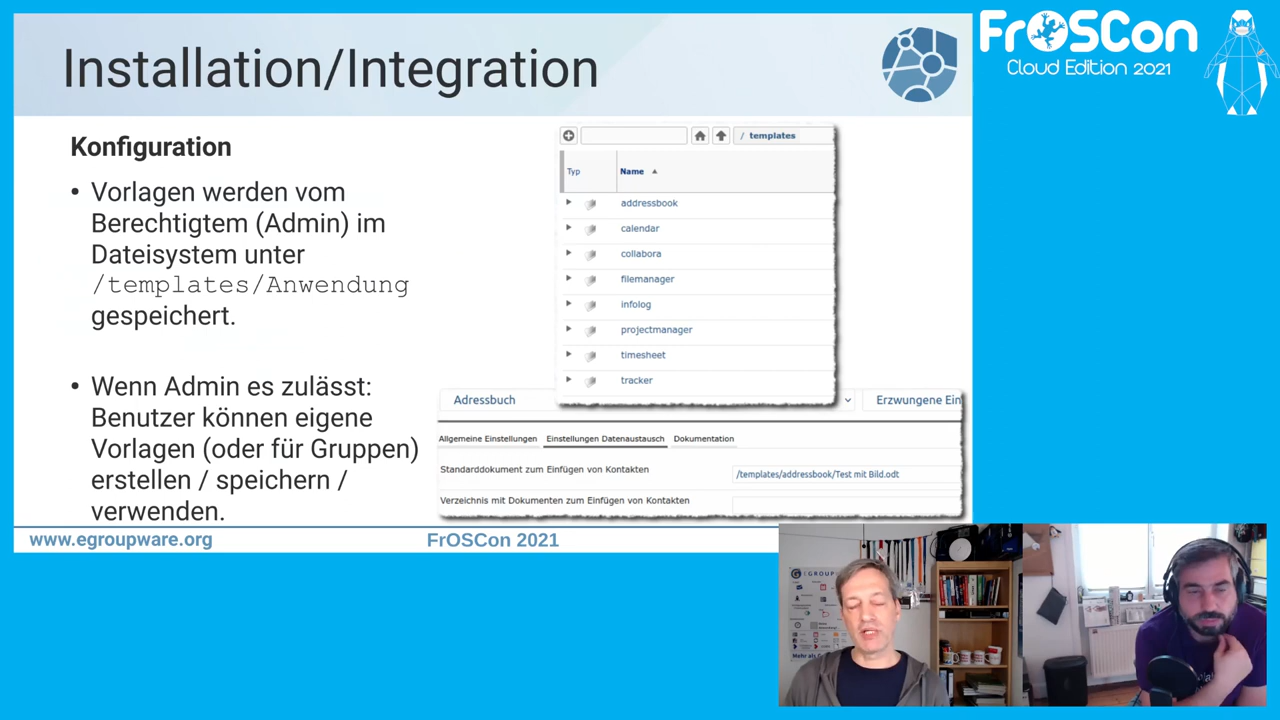 Installation/Integration
FrOSCon
Cloud Edition 2021
Konfiguration
• Vorlagen werden vom
Berechtigtem (Admin) im
Dateisystem unter
/templates/Anwendung
gespeichert.
• Wenn Admin es zulässt:
Benutzer können eigene
Vorlagen (oder für Gruppen)
erstellen / speichern /
verwenden.
/ templates
Typ Name
addressbook
calendar
collabora
filemanager
infolog
projectmanager
timesheet
tracker
Adressbuch Erzwungene Ein
Allgemeine Einstellungen Einstellungen Datenaustausch Dokumentation
Standarddokument zum Einfügen von Kontakten /templates/addressbook/Test mit Bild.odt
Verzeichnis mit Dokumenten zum Einfügen von Kontakten
www.egroupware.org FrOSCon 2021